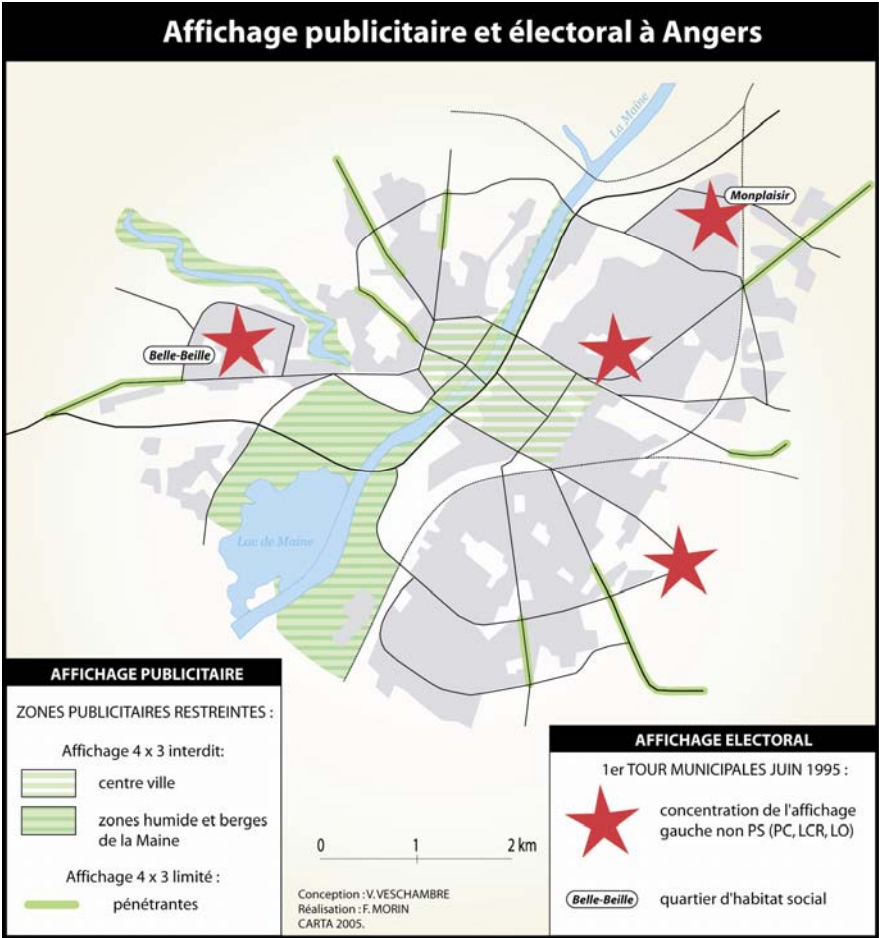 Affichage publicitaire et électoral à Angers
La Maine
Monplaisir
Belle-Beille
Lac de Maine
AFFICHAGE PUBLICITAIRE
ZONES PUBLICITAIRES RESTREINTES :
Affichage 4 x 3 interdit:
centre ville
zones humide et berges
de la Maine
Affichage 4 x 3 limité :
pénétrantes
0 1 2 km
Conception : V. VESCHAMBRE
Réalisation : F. MORIN
CARTA 2005.
AFFICHAGE ELECTORAL
1er TOUR MUNICIPALES JUIN 1995 :
concentration de l'affichage
gauche non PS (PC, LCR, LO)
Belle-Beille
quartier d'habitat social